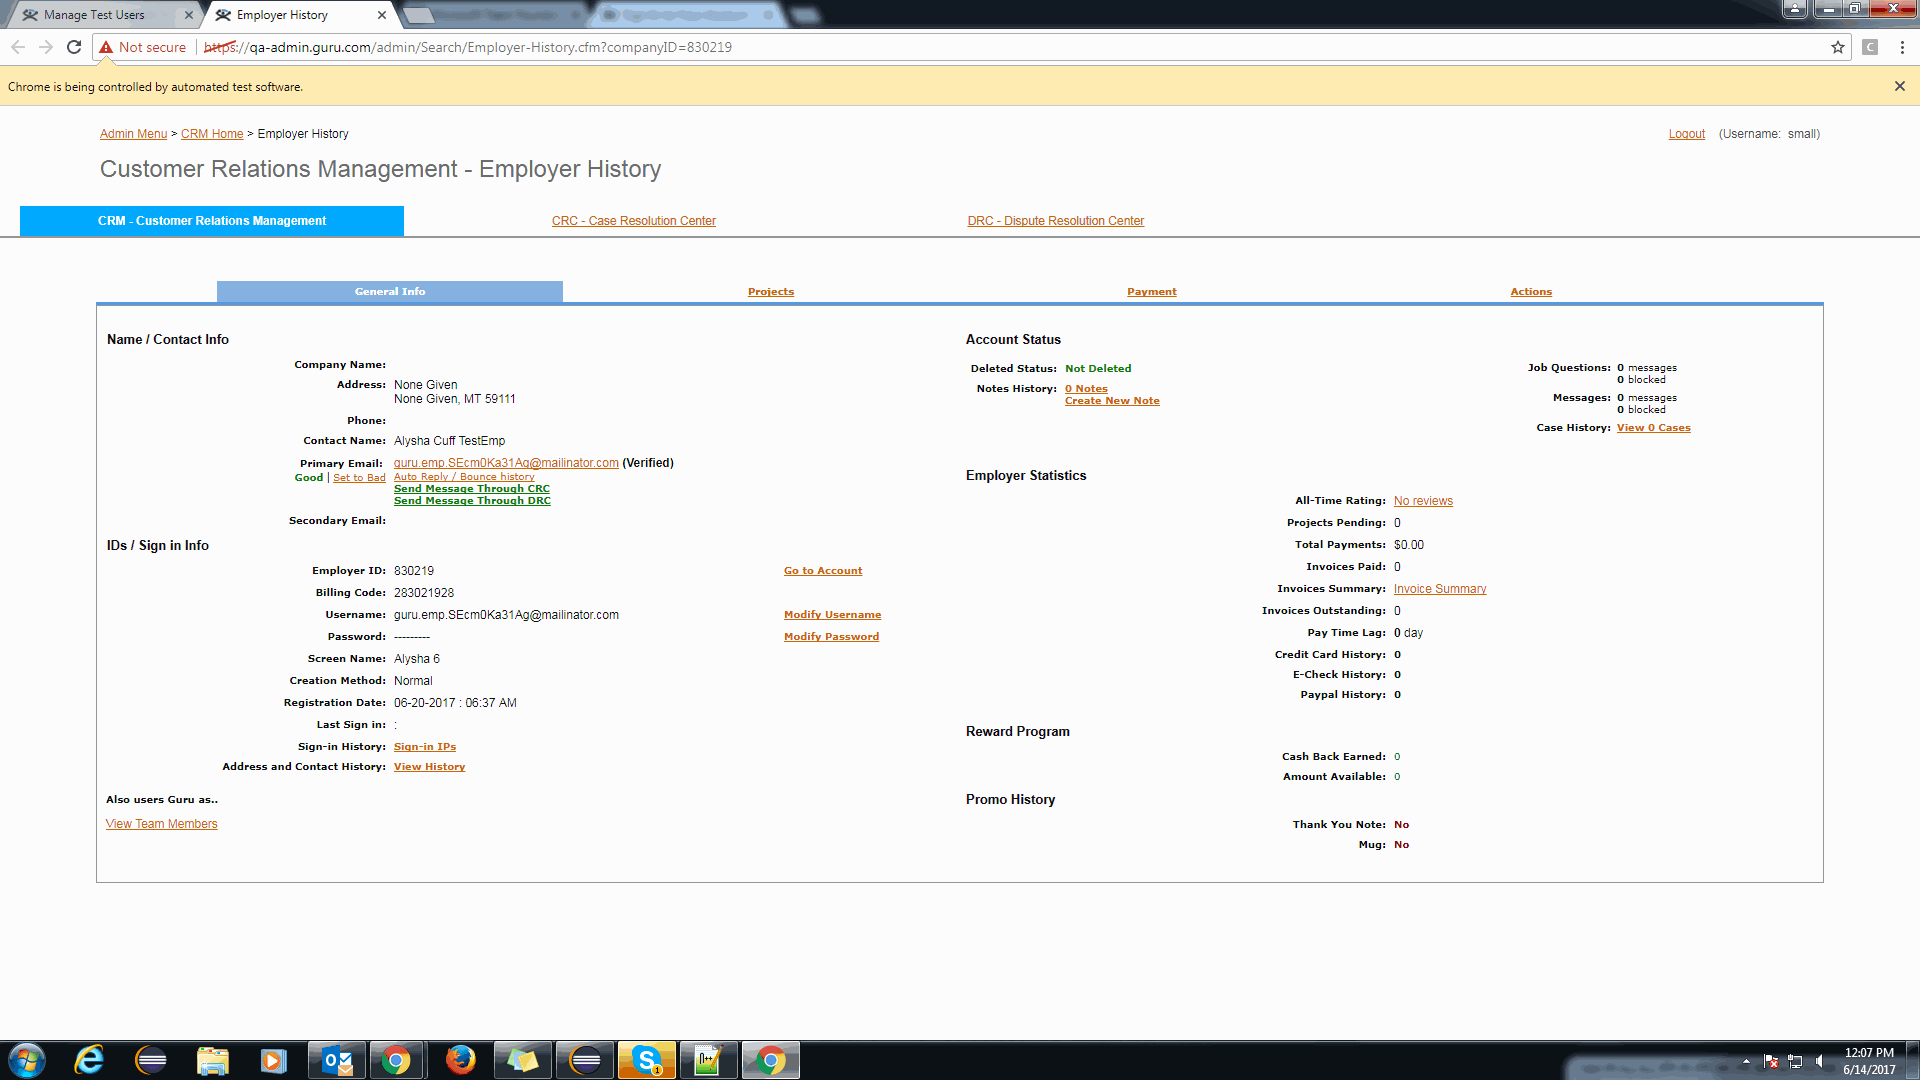 Manage Test Users
Employer History
Not secure
https://qa-admin.guru.com/admin/Search/Employer-History.cfm?companyID=830219
C
Chrome is being controlled by automated test software.
Admin Menu > CRM Home > Employer History
Logout (Username: small)
Customer Relations Management - Employer History
CRM - Customer Relations Management
CRC - Case Resolution Center
DRC - Dispute Resolution Center
General Info
Projects
Payment
Actions
Name / Contact Info
Company Name:
Address: None Given
None Given, MT 59111
Phone:
Contact Name: Alysha Cuff TestEmp
Primary Email: guru.emp.SEcm0Ka31Ag@mailinator.com (Verified)
Good | Set to Bad Auto Reply / Bounce history
Send Message Through CRC
Send Message Through DRC
Secondary Email:
IDs / Sign in Info
Employer ID: 830219 Go to Account
Billing Code: 283021928
Username: guru.emp.SEcm0Ka31Ag@mailinator.com Modify Username
Password: --------- Modify Password
Screen Name: Alysha 6
Creation Method: Normal
Registration Date: 06-20-2017 : 06:37 AM
Last Sign in: :
Sign-in History: Sign-in IPs
Address and Contact History: View History
Also users Guru as..
View Team Members
Account Status
Deleted Status: Not Deleted
Notes History: 0 Notes
Create New Note
Job Questions: 0 messages
0 blocked
Messages: 0 messages
0 blocked
Case History: View 0 Cases
Employer Statistics
All-Time Rating: No reviews
Projects Pending: 0
Total Payments: $0.00
Invoices Paid: 0
Invoices Summary: Invoice Summary
Invoices Outstanding: 0
Pay Time Lag: 0 day
Credit Card History: 0
E-Check History: 0
Paypal History: 0
Reward Program
Cash Back Earned: 0
Amount Available: 0
Promo History
Thank You Note: No
Mug: No
12:07 PM
6/14/2017